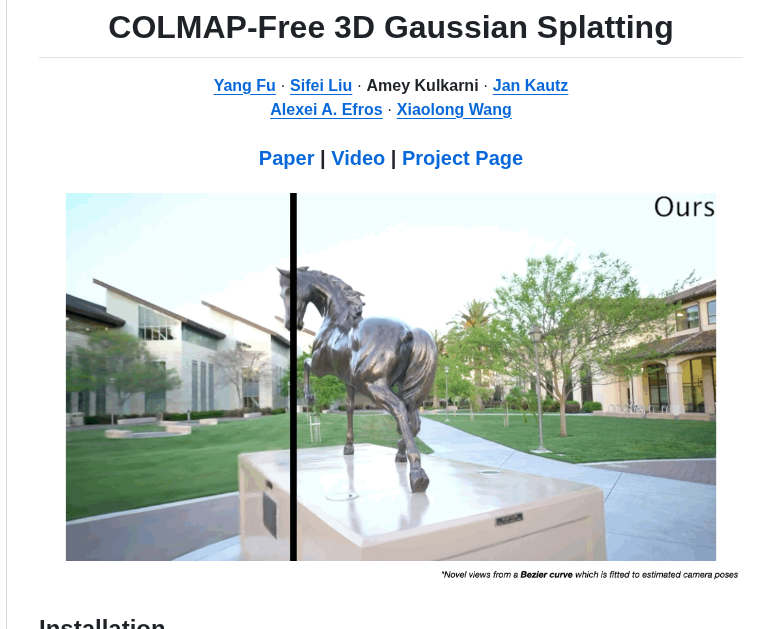 COLMAP-Free 3D Gaussian Splatting
Yang Fu · Sifei Liu · Amey Kulkarni · Jan Kautz
Alexei A. Efros · Xiaolong Wang
Paper | Video | Project Page
Ours
*Novel views from a Bezier curve which is fitted to estimated camera poses
Installation